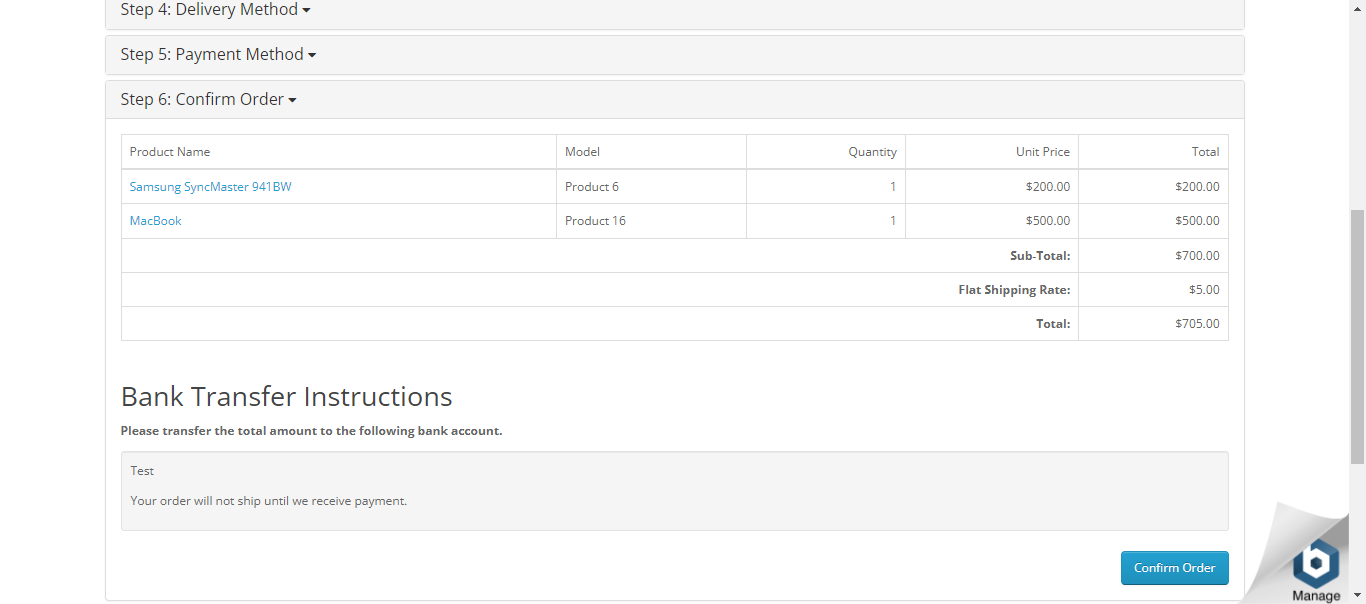 Step 4: Delivery Method
Step 5: Payment Method
Step 6: Confirm Order
Product Name Model Quantity Unit Price Total
Samsung SyncMaster 941BW Product 6 1 $200.00 $200.00
MacBook Product 16 1 $500.00 $500.00
Sub-Total: $700.00
Flat Shipping Rate: $5.00
Total: $705.00
Bank Transfer Instructions
Please transfer the total amount to the following bank account.
Test
Your order will not ship until we receive payment.
Confirm Order
Manage